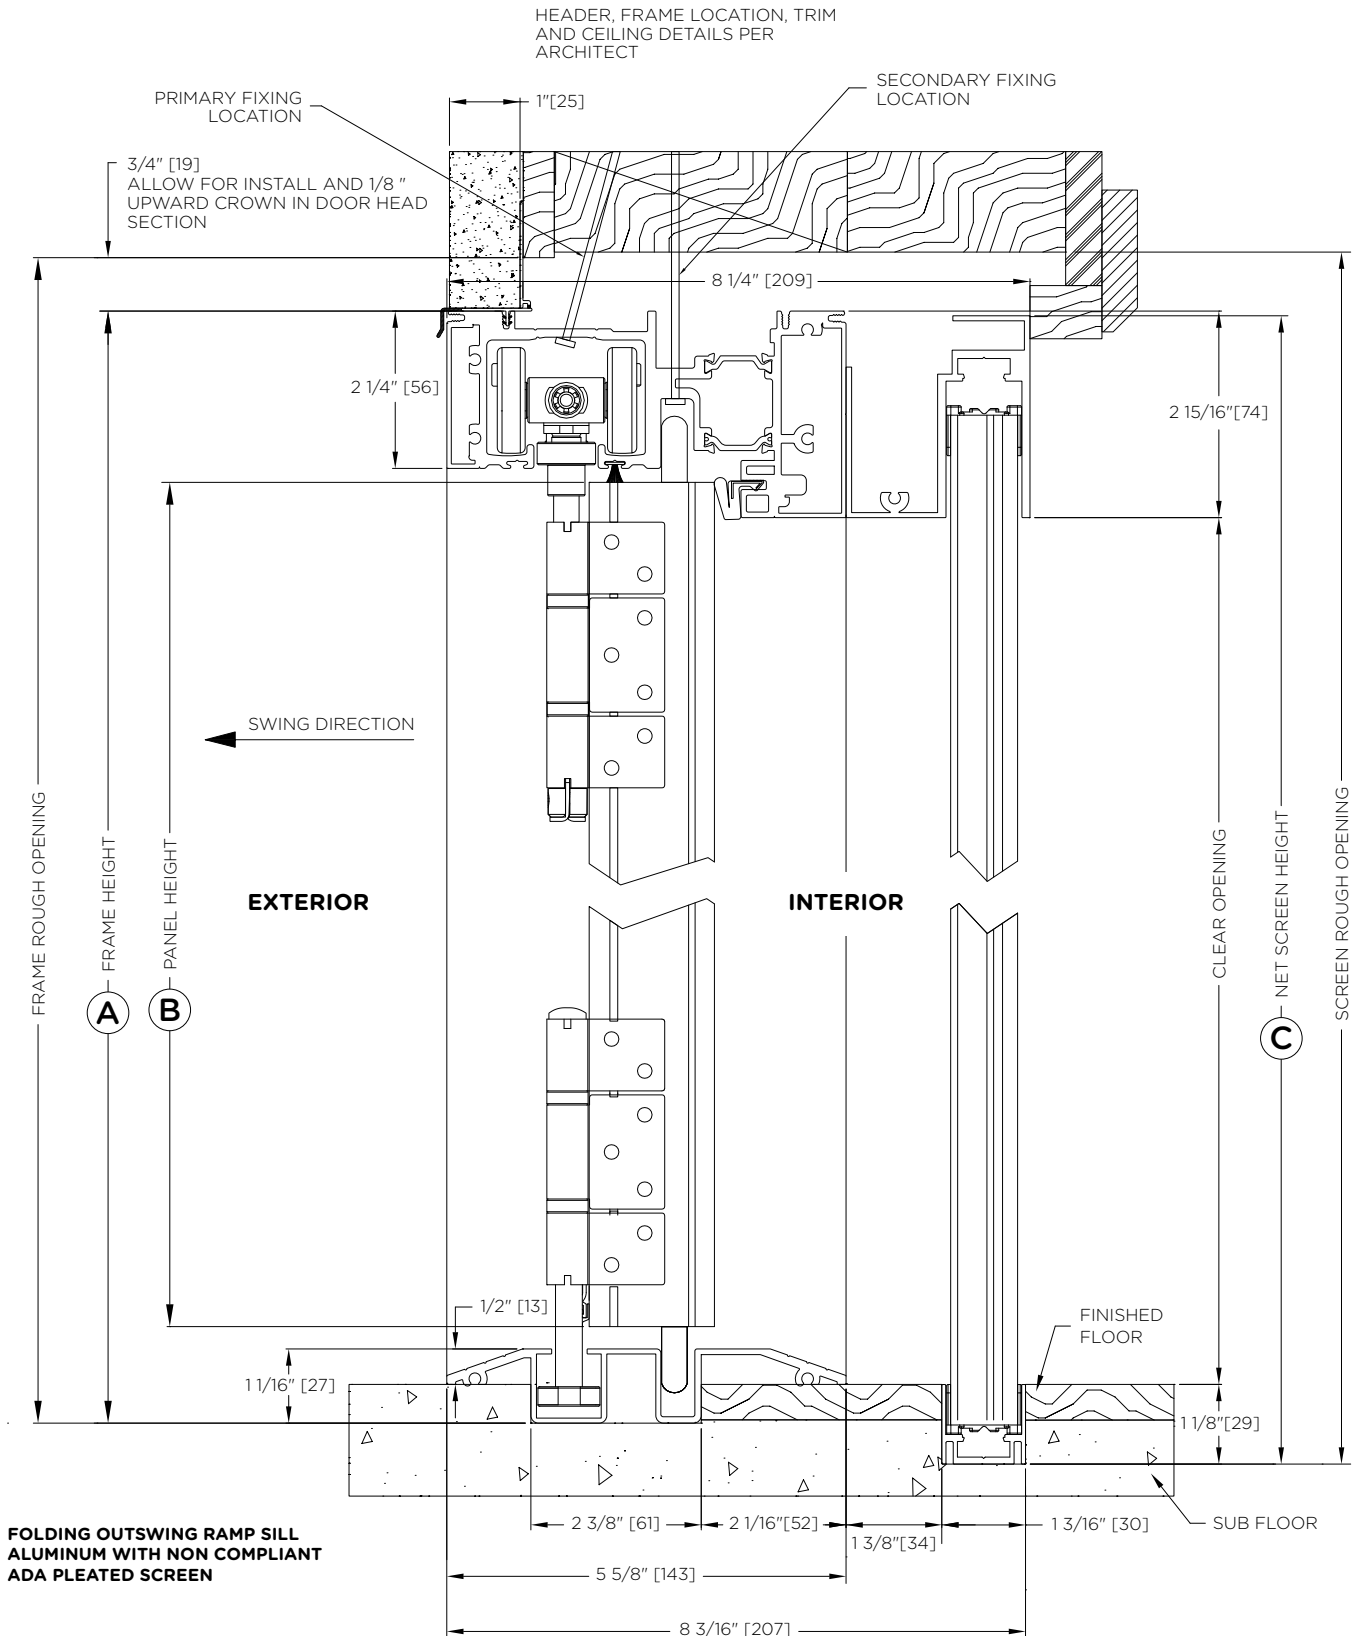 HEADER, FRAME LOCATION, TRIM
AND CEILING DETAILS PER
ARCHITECT
PRIMARY FIXING
LOCATION
1"[25]
SECONDARY FIXING
LOCATION
3/4" [19]
ALLOW FOR INSTALL AND 1/8 "
UPWARD CROWN IN DOOR HEAD
SECTION
8 1/4" [209]
2 1/4" [56]
2 15/16"[74]
SWING DIRECTION
EXTERIOR
INTERIOR
FRAME ROUGH OPENING
A FRAME HEIGHT
B PANEL HEIGHT
CLEAR OPENING
C NET SCREEN HEIGHT
SCREEN ROUGH OPENING
1/2" [13]
1 1/16" [27]
FINISHED
FLOOR
1 1/8"[29]
2 3/8" [61]
2 1/16"[52]
1 3/8"[34]
1 3/16" [30]
SUB FLOOR
5 5/8" [143]
8 3/16" [207]
FOLDING OUTSWING RAMP SILL
ALUMINUM WITH NON COMPLIANT
ADA PLEATED SCREEN